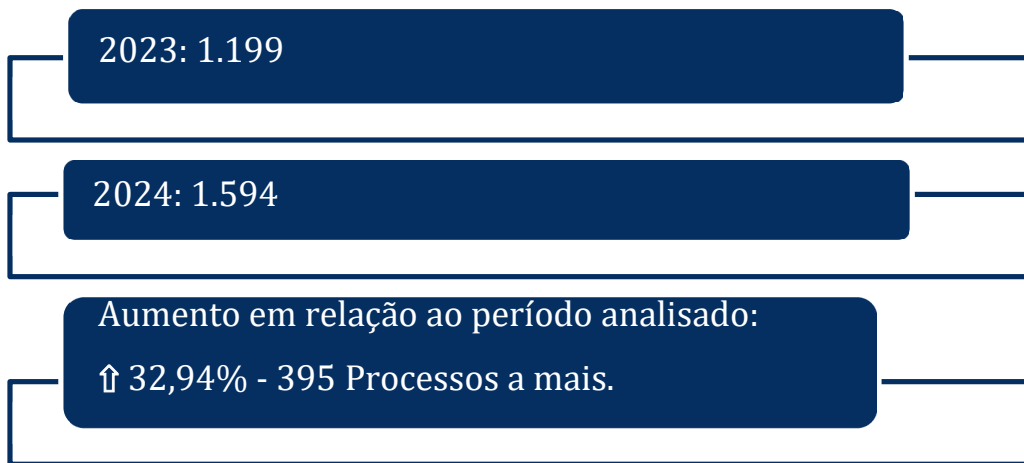 2023: 1.199
2024: 1.594
Aumento em relação ao período analisado:
⇧ 32,94% - 395 Processos a mais.